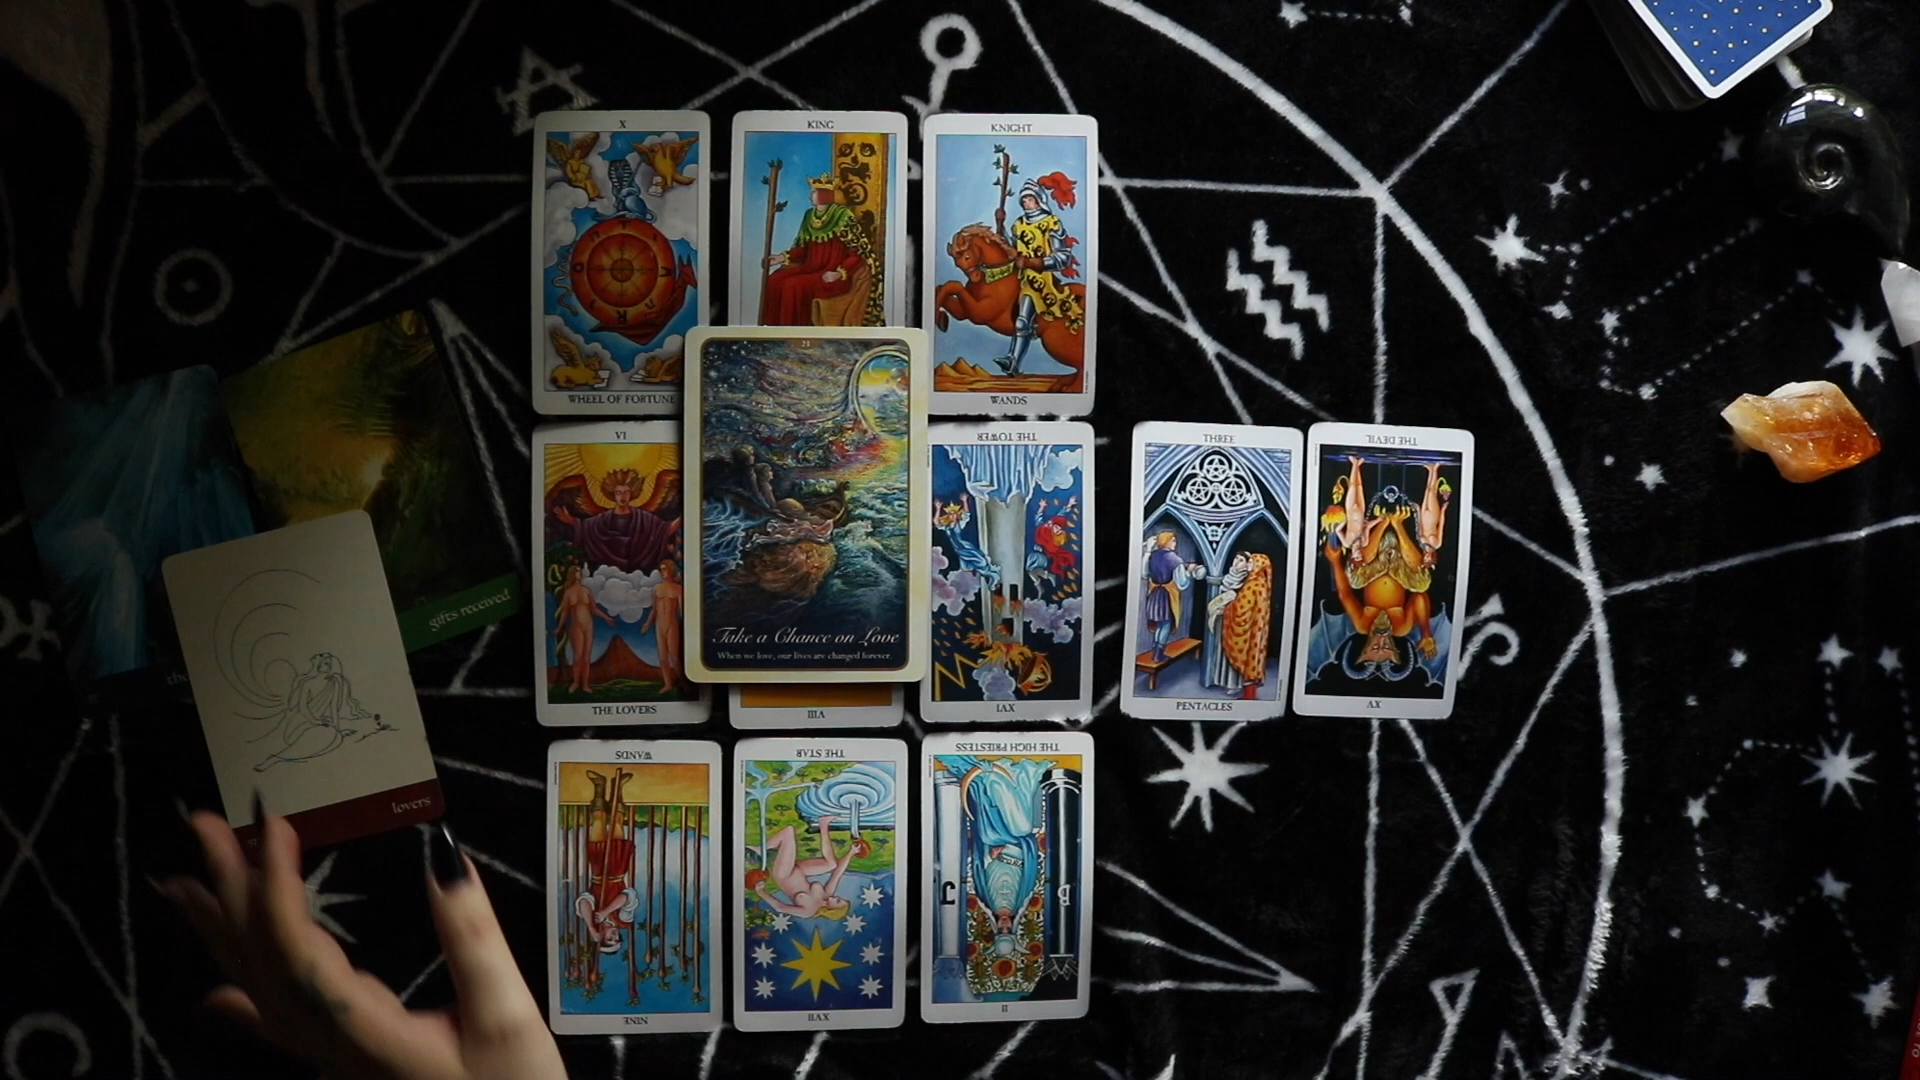 X
WHEEL OF FORTUNE
KING
KNIGHT
WANDS
VI
THE LOVERS
21
Take a Chance on Love
When we love, our lives are changed forever.
VIII
THE TOWER
XVI
THREE
PENTACLES
THE DEVIL
XV
gifts received
lovers
WANDS
NINE
THE STAR
XVII
THE HIGH PRIESTESS
B
J
II